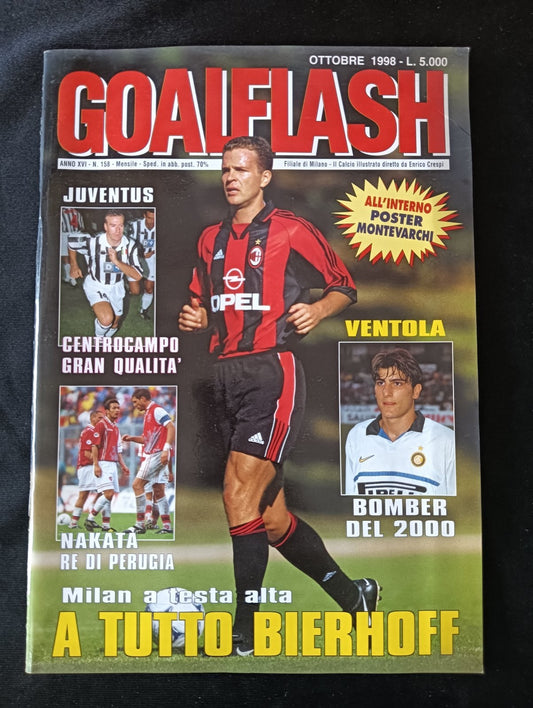 OTTOBRE 1998 - L. 5.000
GOALFLASH
ANNO XVI - N. 158 - Mensile - Sped. in abb. post. 70%
Filiale di Milano - Il Calcio illustrato diretto da Enrico Crespi
JUVENTUS
ALL'INTERNO
POSTER
MONTEVARCHI
OPEL
adidas
CENTROCAMPO
GRAN QUALITA'
VENTOLA
PIRELLI
BOMBER
DEL 2000
NAKATA
RE DI PERUGIA
Milan a testa alta
A TUTTO BIERHOFF